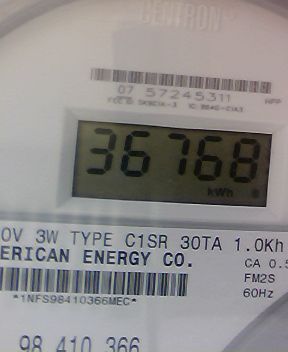 CENTRON
07 57245311
36768
kWh
0V 3W TYPE C1SR 30TA 1.0Kh
ERICAN ENERGY CO.
CA 0.5
FM2S
60Hz
*1NFS98410366MEC*
98 410 366